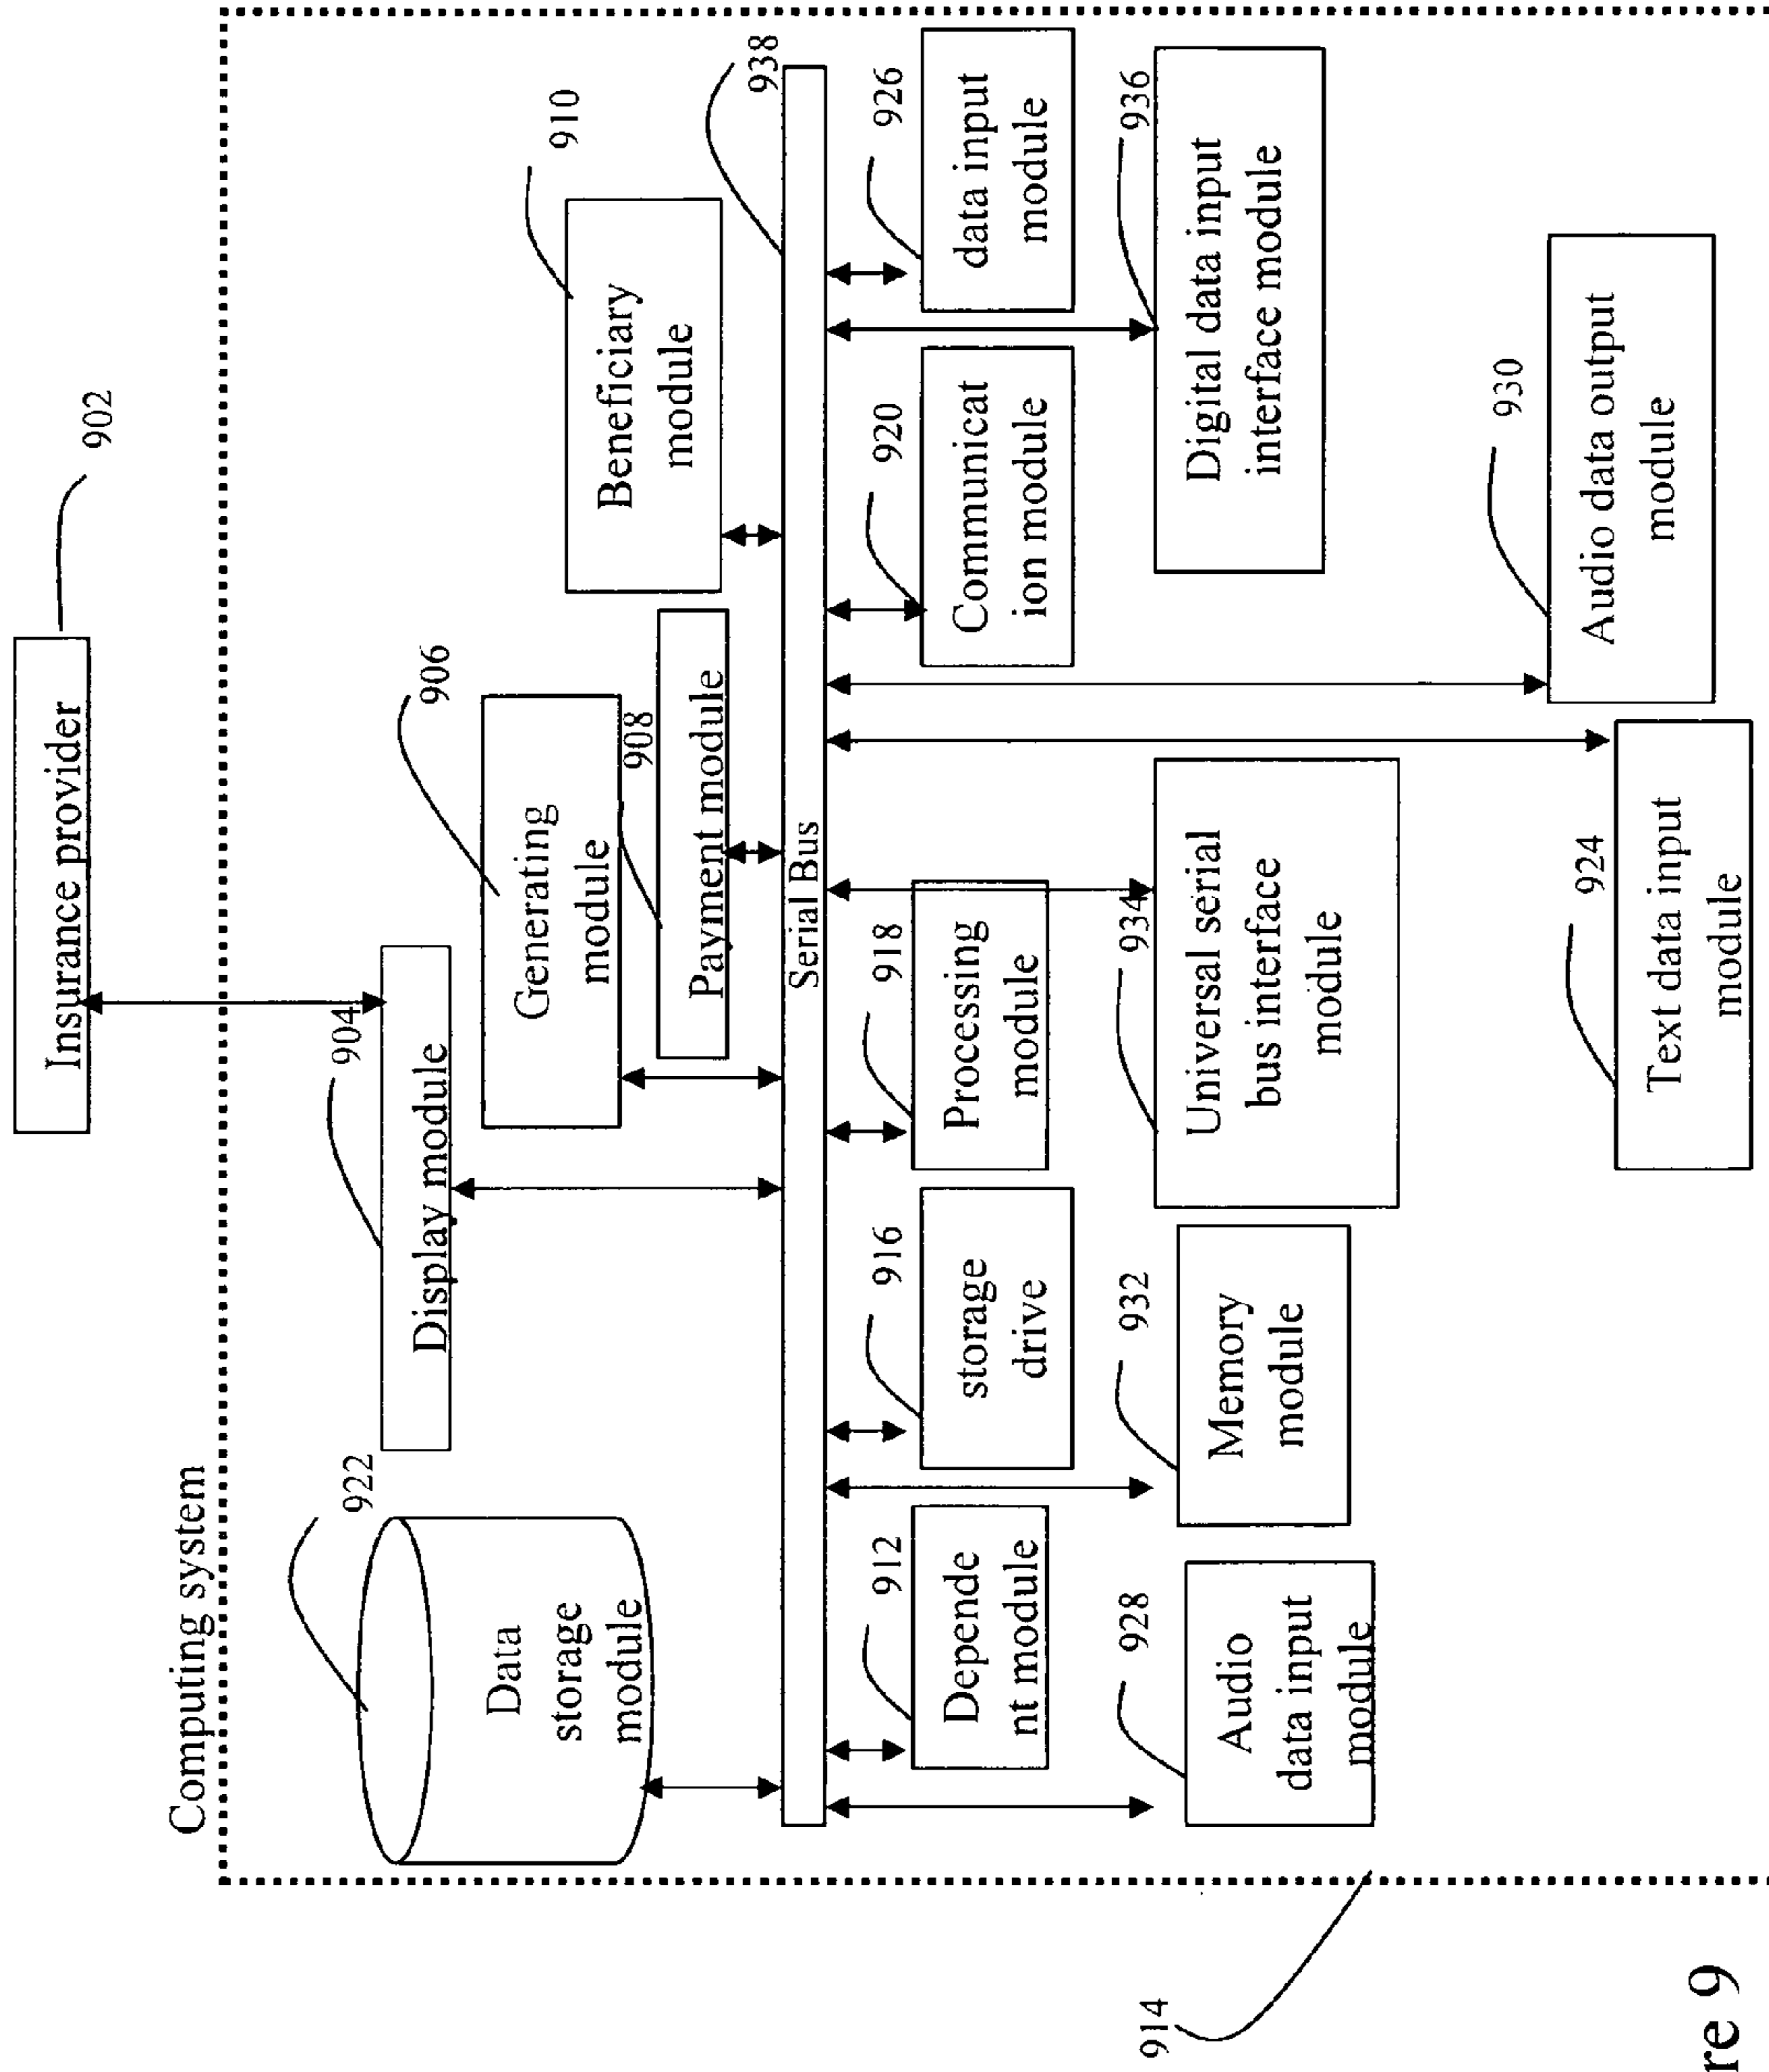 Insurance provider
902
Computing system
922
904
Display module
906
Generating
module
908
Payment module
910
Beneficiary
module
Data
storage
module
938
Serial Bus
912
Depende
nt module
916
storage
drive
918
Processing
module
920
Communicat
ion module
926
data input
module
928
Audio
data input
module
932
Memory
module
934
Universal serial
bus interface
module
936
Digital data input
interface module
914
924
Text data input
module
930
Audio data output
module
re 9